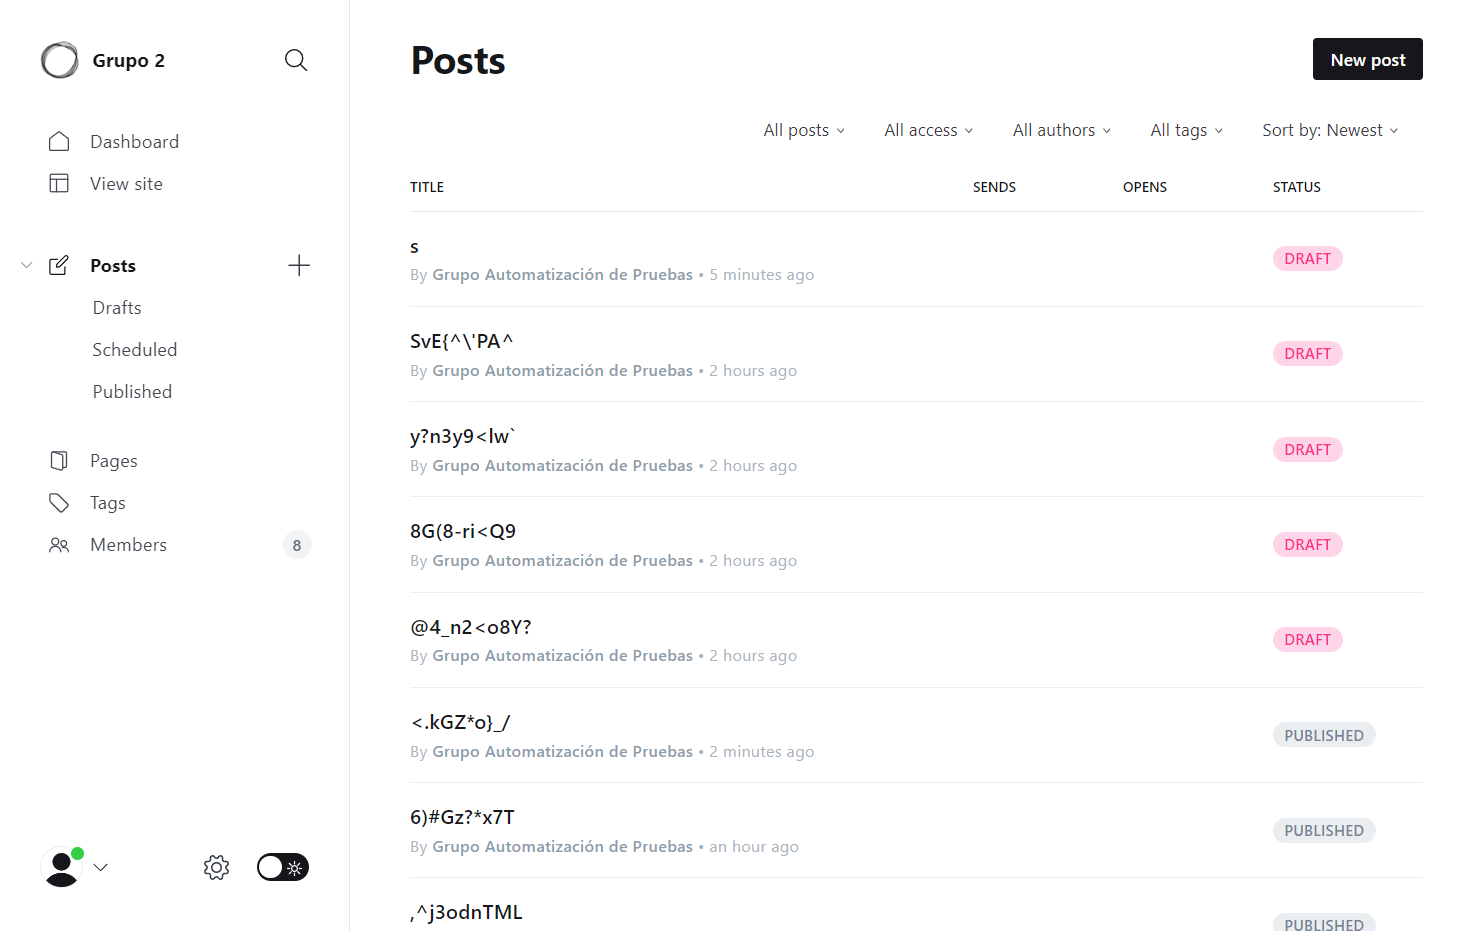 Grupo 2
Dashboard
View site
Posts
Drafts
Scheduled
Published
Pages
Tags
Members 8
Posts
New post
All posts All access All authors All tags Sort by: Newest
TITLE SENDS OPENS STATUS
s
By Grupo Automatización de Pruebas • 5 minutes ago
DRAFT
SvE{^\'PA^
By Grupo Automatización de Pruebas • 2 hours ago
DRAFT
y?n3y9<lw`
By Grupo Automatización de Pruebas • 2 hours ago
DRAFT
8G(8-ri<Q9
By Grupo Automatización de Pruebas • 2 hours ago
DRAFT
@4_n2<o8Y?
By Grupo Automatización de Pruebas • 2 hours ago
DRAFT
<.kGZ*o}_/
By Grupo Automatización de Pruebas • 2 minutes ago
PUBLISHED
6)#Gz?*x7T
By Grupo Automatización de Pruebas • an hour ago
PUBLISHED
,^j3odnTML
PUBLISHED